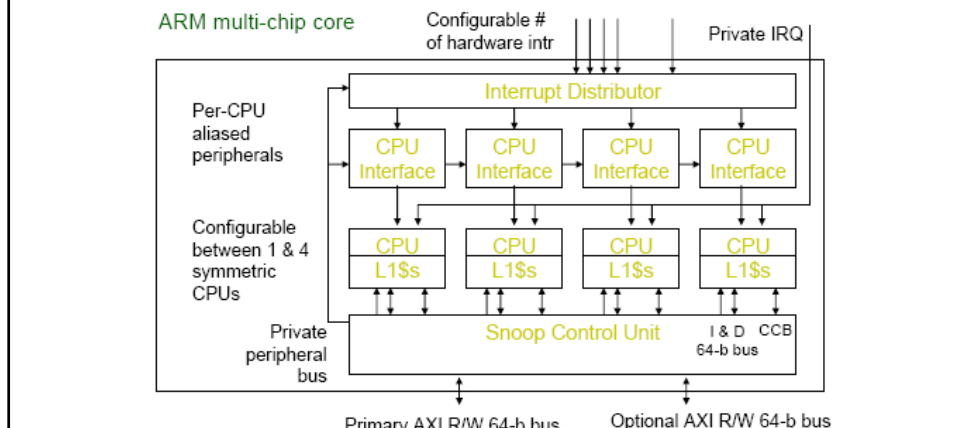 ARM multi-chip core
Configurable #
of hardware intr
Private IRQ
Interrupt Distributor
Per-CPU
aliased
peripherals
CPU
Interface
CPU
Interface
CPU
Interface
CPU
Interface
Configurable
between 1 & 4
symmetric
CPUs
CPU
L1$s
CPU
L1$s
CPU
L1$s
CPU
L1$s
Private
peripheral
bus
Snoop Control Unit
I & D
64-b bus
CCB
Primary AXI R/W 64-b bus
Optional AXI R/W 64-b bus